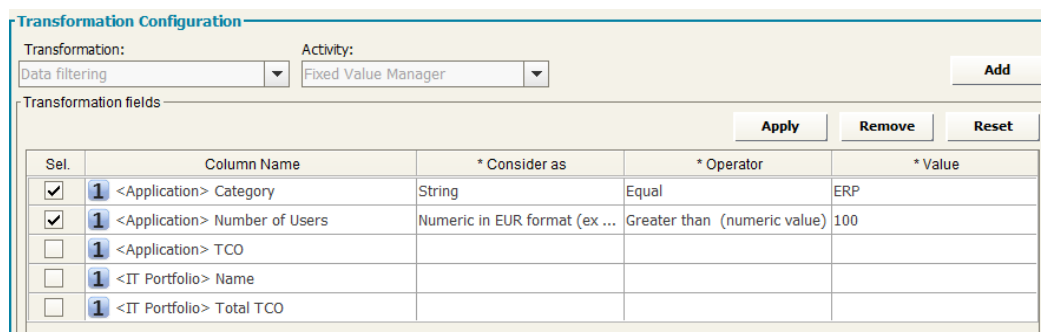 Transformation Configuration
Transformation: Activity:
Data filtering Fixed Value Manager Add
Transformation fields
Apply Remove Reset
Sel. Column Name * Consider as * Operator * Value
1 <Application> Category String Equal ERP
1 <Application> Number of Users Numeric in EUR format (ex ... Greater than (numeric value) 100
1 <Application> TCO
1 <IT Portfolio> Name
1 <IT Portfolio> Total TCO